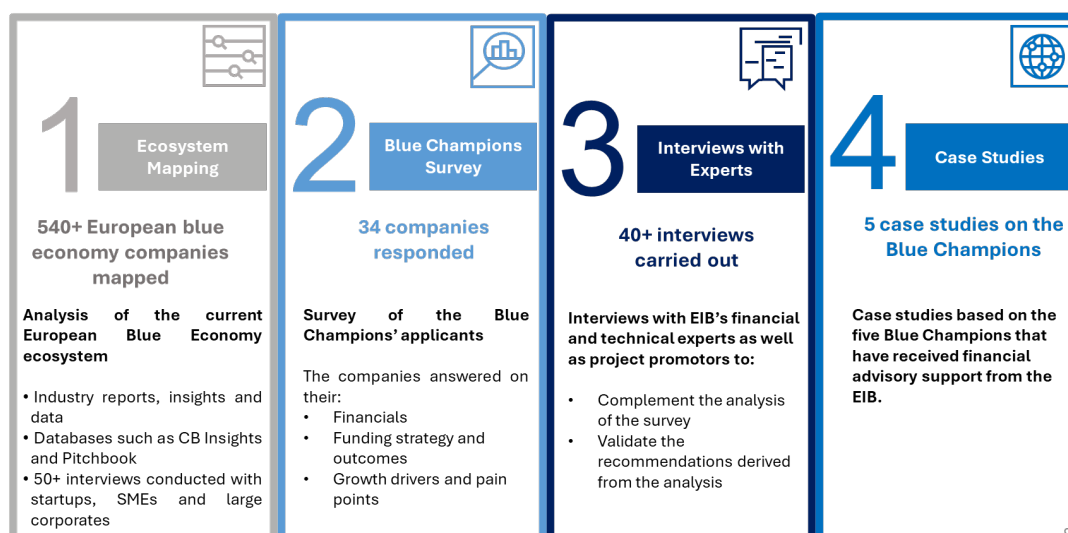 1
Ecosystem
Mapping
540+ European blue
economy companies
mapped
Analysis of the current
European Blue Economy
ecosystem
• Industry reports, insights and
data
• Databases such as CB Insights
and Pitchbook
• 50+ interviews conducted with
startups, SMEs and large
corporates
2
Blue Champions
Survey
34 companies
responded
Survey of the Blue
Champions’ applicants
The companies answered on
their:
• Financials
• Funding strategy and
outcomes
• Growth drivers and pain
points
3
Interviews with
Experts
40+ interviews
carried out
Interviews with EIB’s financial
and technical experts as well
as project promotors to:
• Complement the analysis
of the survey
• Validate the
recommendations derived
from the analysis
4
Case Studies
5 case studies on the
Blue Champions
Case studies based on the
five Blue Champions that
have received financial
advisory support from the
EIB.